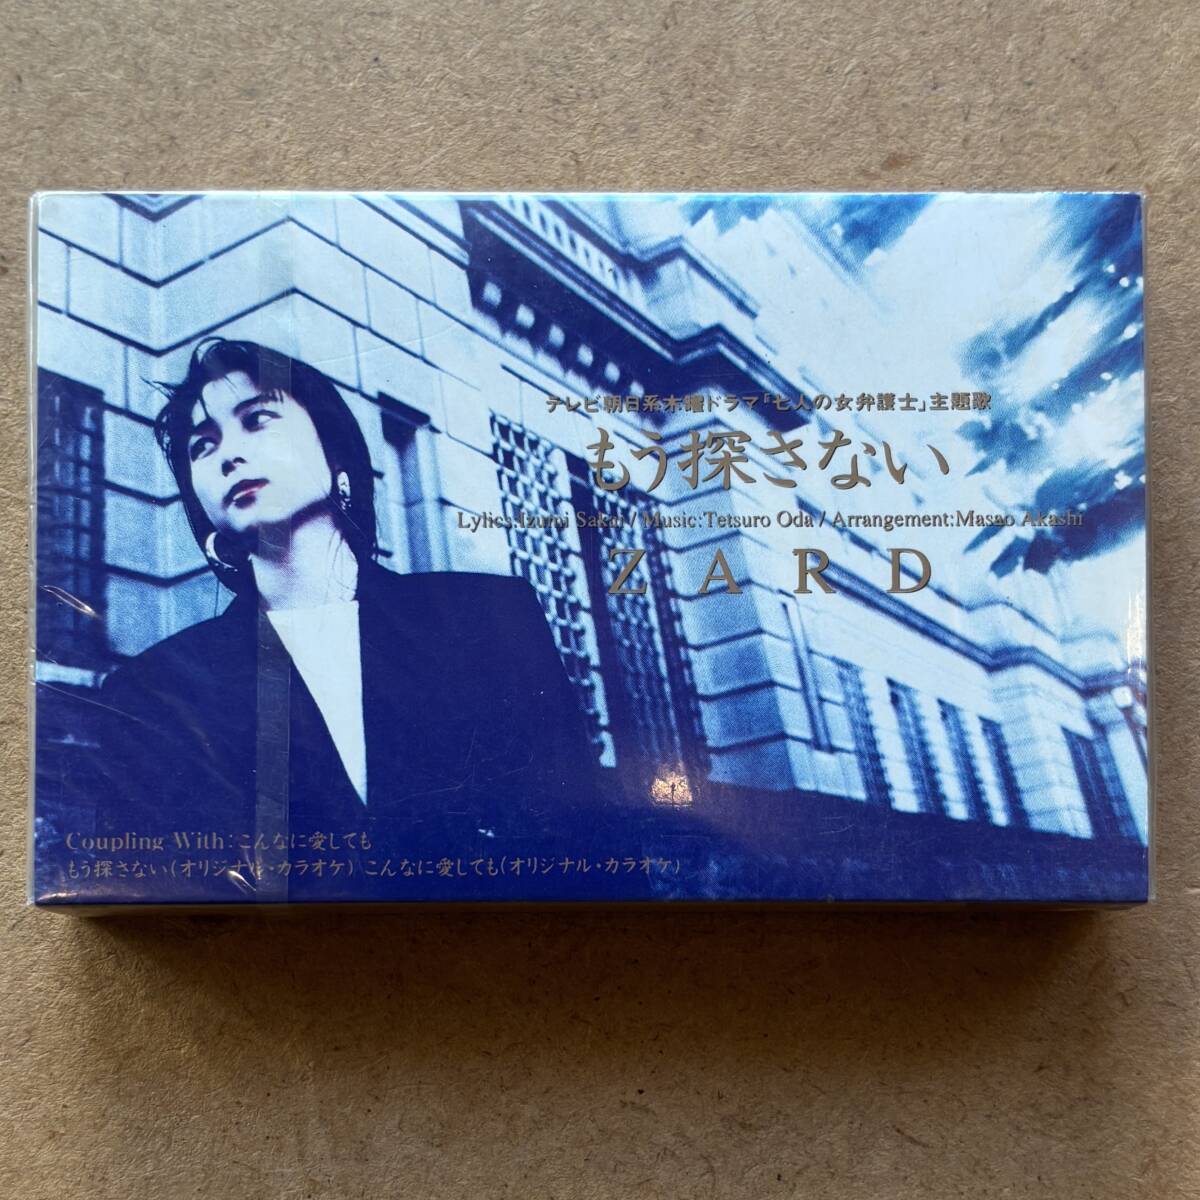 テレビ朝日系木曜ドラマ「七人の女弁護士」主題歌
もう探さない
Lylics:Izumi Sakai / Music:Tetsuro Oda / Arrangement:Masao Akashi
ZARD
Coupling With:こんなに愛しても
もう探さない(オリジナル・カラオケ) こんなに愛しても(オリジナル・カラオケ)